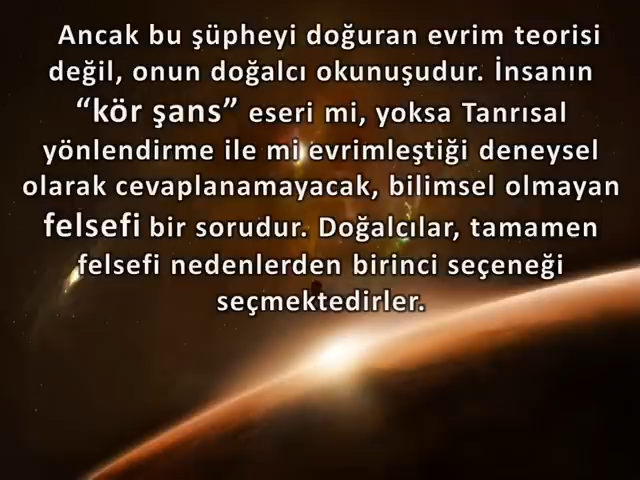 Ancak bu şüpheyi doğuran evrim teorisi
değil, onun doğalcı okunuşudur. İnsanın
“kör şans” eseri mi, yoksa Tanrısal
yönlendirme ile mi evrimleştiği deneysel
olarak cevaplanamayacak, bilimsel olmayan
felsefi bir sorudur. Doğalcılar, tamamen
felsefi nedenlerden birinci seçeneği
seçmektedirler.